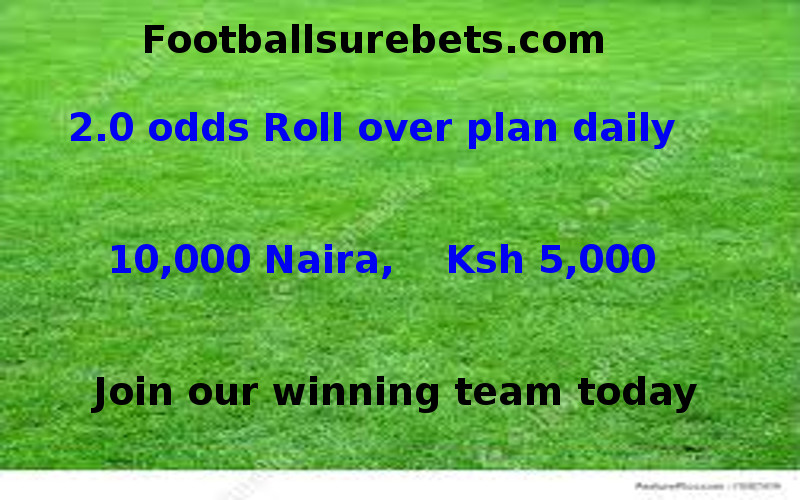 Footballsurebets.com
2.0 odds Roll over plan daily
10,000 Naira, Ksh 5,000
Join our winning team today